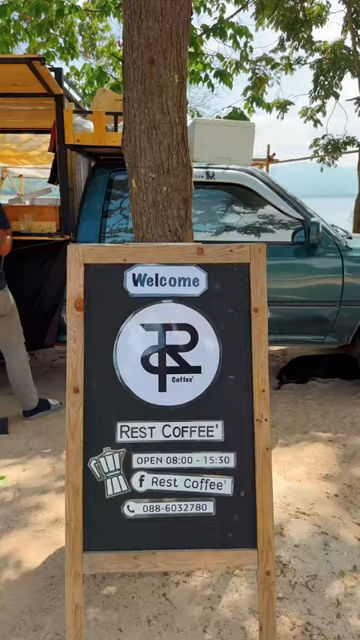 Welcome
R
Coffee'
REST COFFEE'
OPEN 08:00 - 15:30
f Rest Coffee'
088-6032780